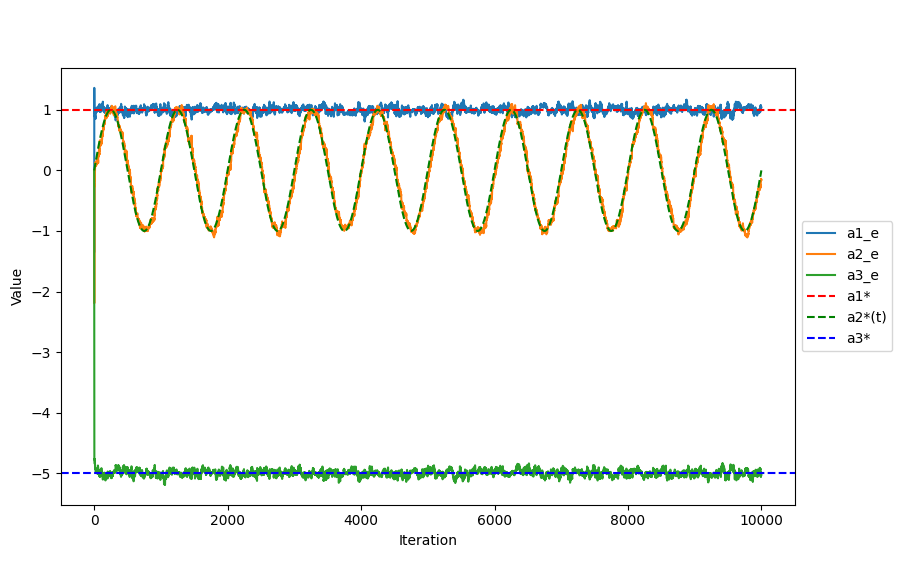 1
0
−1
−2
−3
−4
−5
Value
0
2000
4000
6000
8000
10000
Iteration
a1_e
a2_e
a3_e
a1*
a2*(t)
a3*